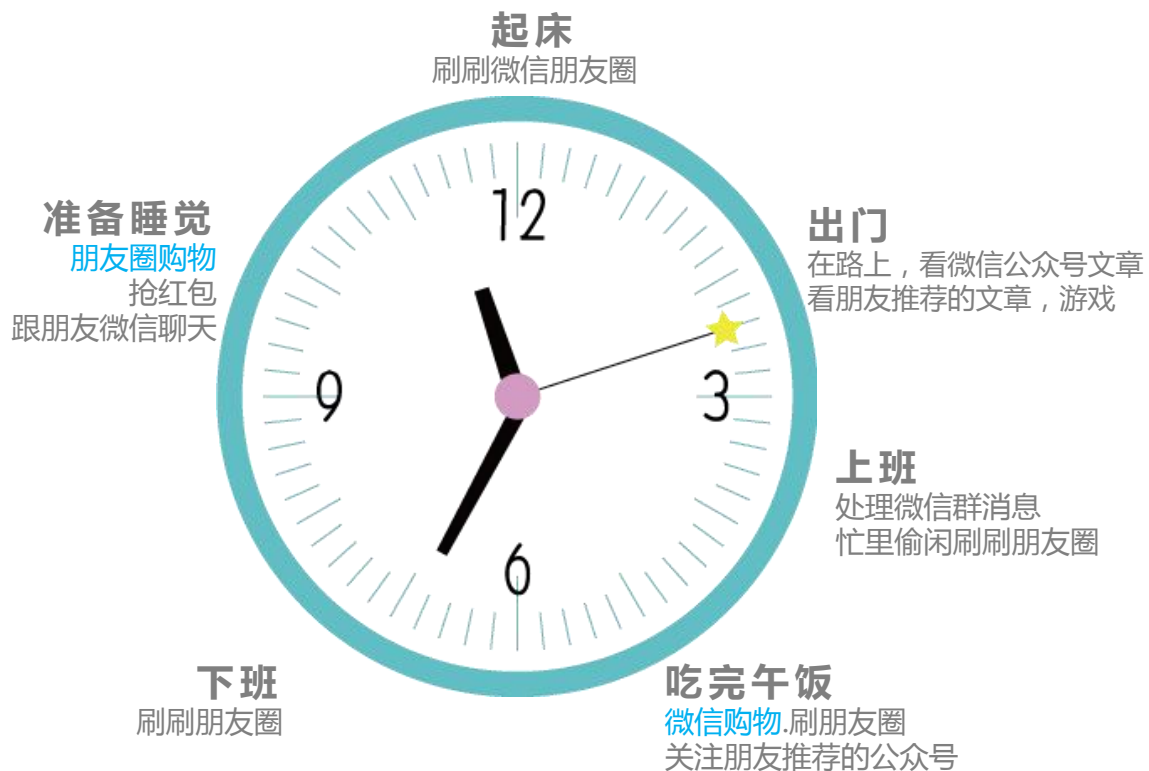 起床
刷刷微信朋友圈
出门
在路上，看微信公众号文章
看朋友推荐的文章，游戏
上班
处理微信群消息
忙里偷闲刷刷朋友圈
吃完午饭
微信购物.刷朋友圈
关注朋友推荐的公众号
下班
刷刷朋友圈
准备睡觉
朋友圈购物
抢红包
跟朋友微信聊天
12
3
6
9